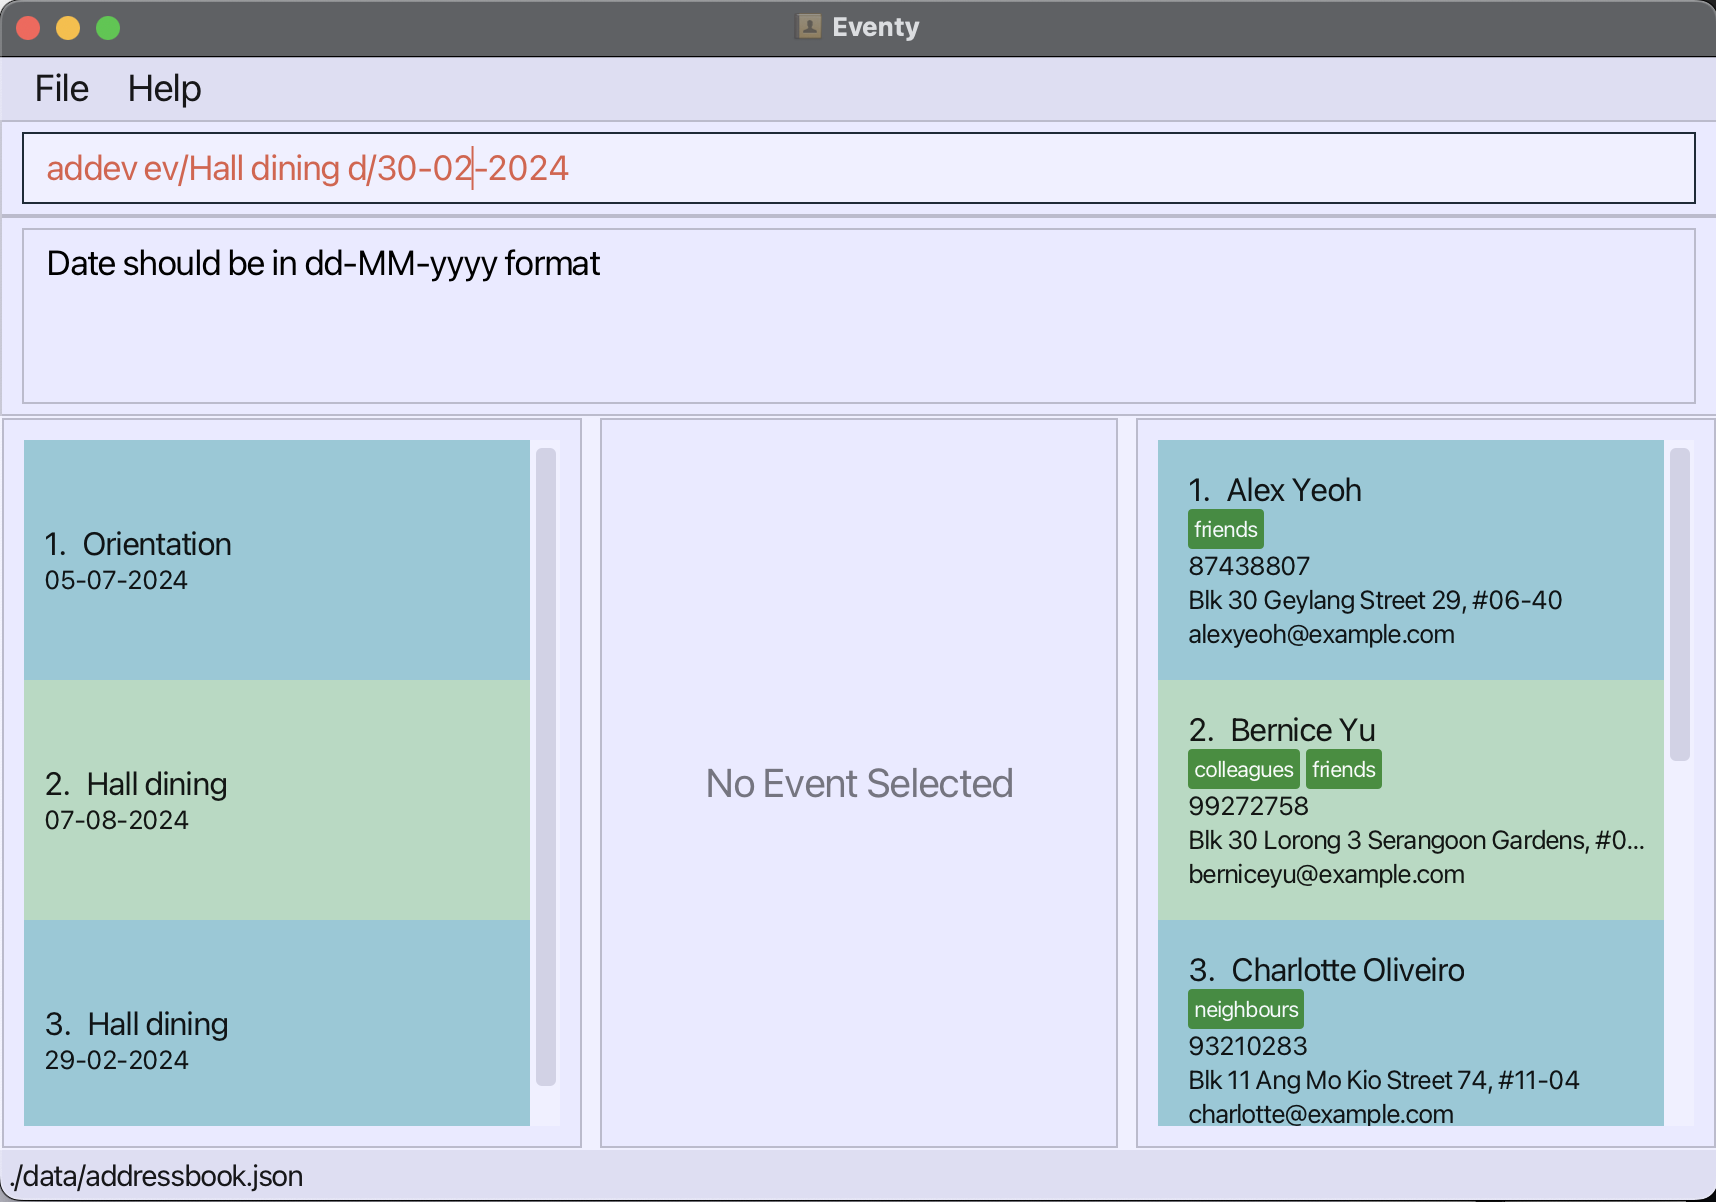 Eventy
File Help
addev ev/Hall dining d/30-02-2024
Date should be in dd-MM-yyyy format
1. Orientation
05-07-2024
2. Hall dining
07-08-2024
3. Hall dining
29-02-2024
No Event Selected
1. Alex Yeoh
friends
87438807
Blk 30 Geylang Street 29, #06-40
alexyeoh@example.com
2. Bernice Yu
colleagues friends
99272758
Blk 30 Lorong 3 Serangoon Gardens, #0...
berniceyu@example.com
3. Charlotte Oliveiro
neighbours
93210283
Blk 11 Ang Mo Kio Street 74, #11-04
charlotte@example.com
./data/addressbook.json